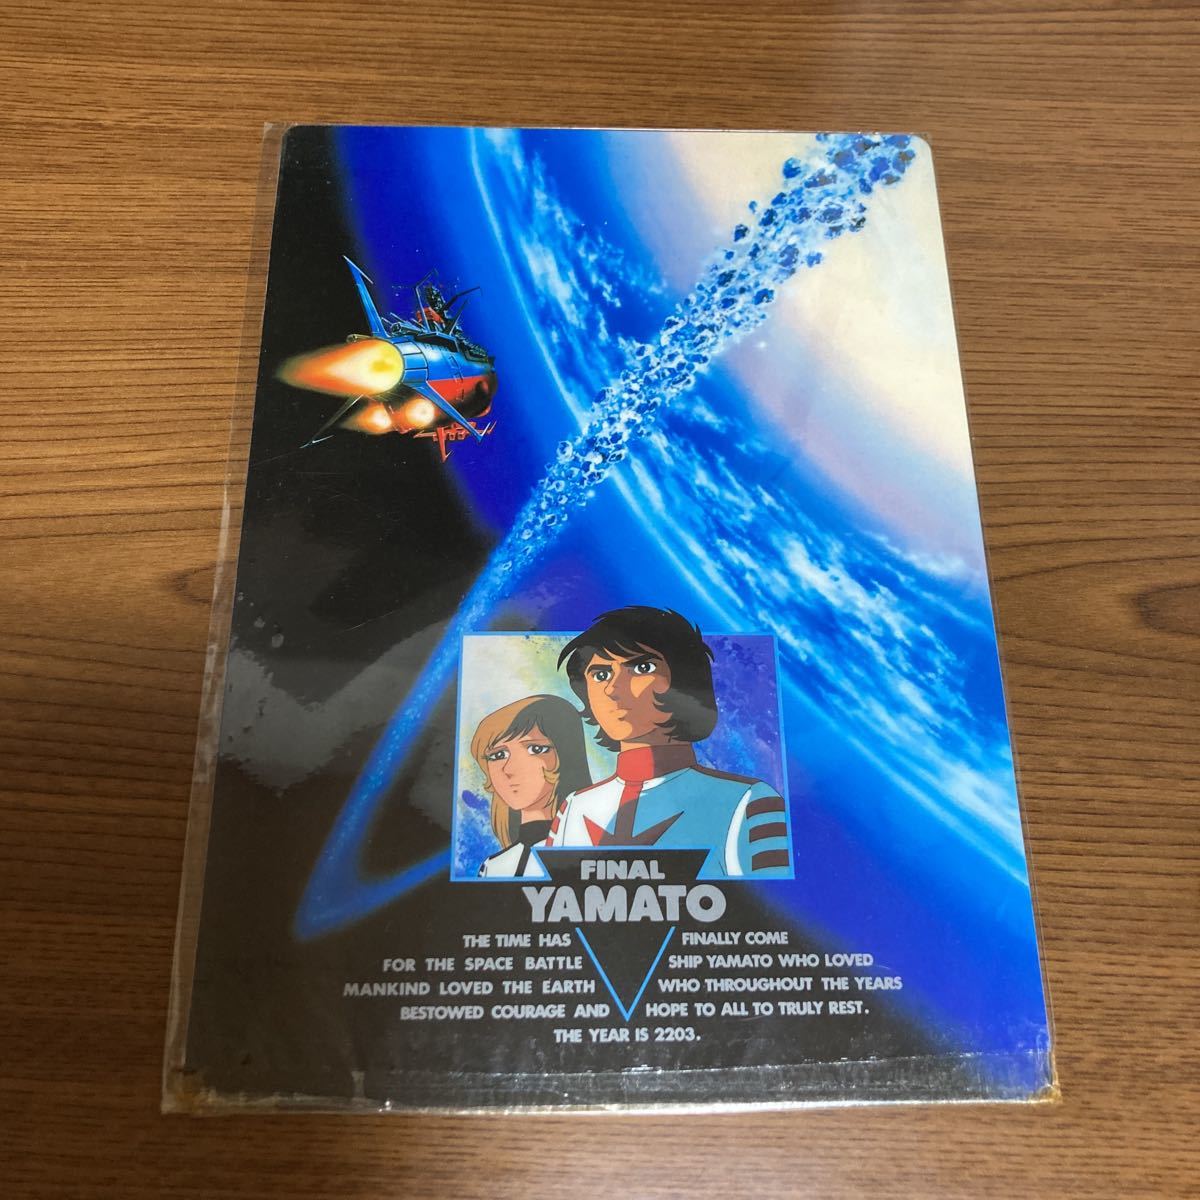 FINAL
YAMATO
THE TIME HAS FINALLY COME
FOR THE SPACE BATTLE SHIP YAMATO WHO LOVED
MANKIND LOVED THE EARTH WHO THROUGHOUT THE YEARS
BESTOWED COURAGE AND HOPE TO ALL TO TRULY REST.
THE YEAR IS 2203.